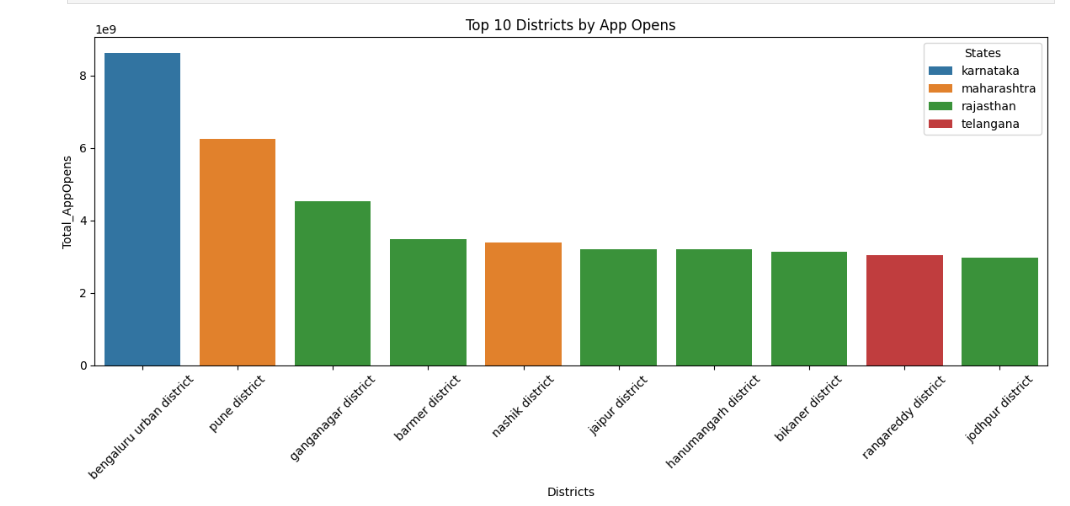 Top 10 Districts by App Opens
1e9
States
karnataka
maharashtra
rajasthan
telangana
8
6
4
2
0
Total_AppOpens
bengaluru urban district
pune district
ganganagar district
barmer district
nashik district
jaipur district
hanumangarh district
bikaner district
rangareddy district
jodhpur district
Districts